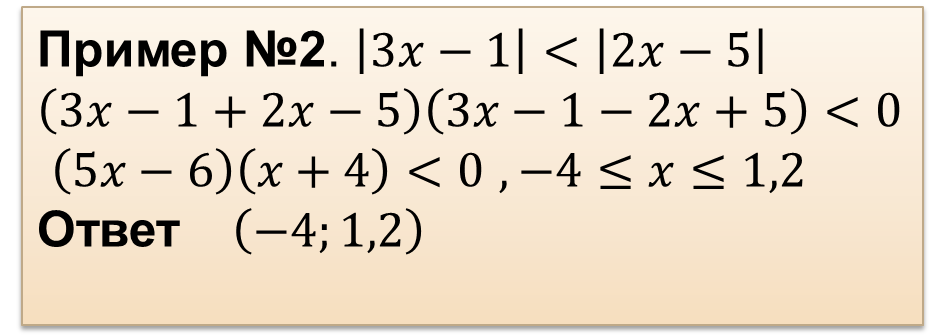 Пример №2. |3x − 1| < |2x − 5|
(3x − 1 + 2x − 5)(3x − 1 − 2x + 5) < 0
(5x − 6)(x + 4) < 0 , −4 ≤ x ≤ 1,2
Ответ (−4; 1,2)